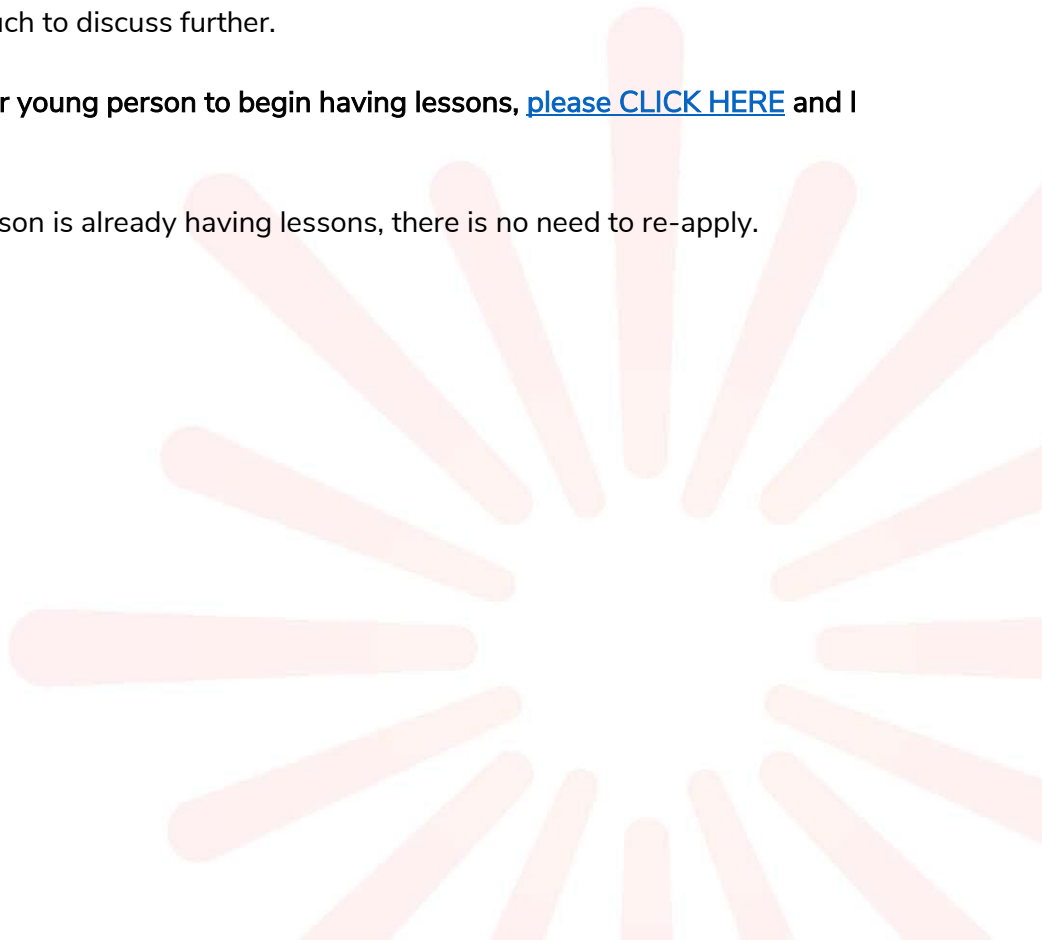 uch to discuss further.
r young person to begin having lessons, please CLICK HERE and I
son is already having lessons, there is no need to re-apply.